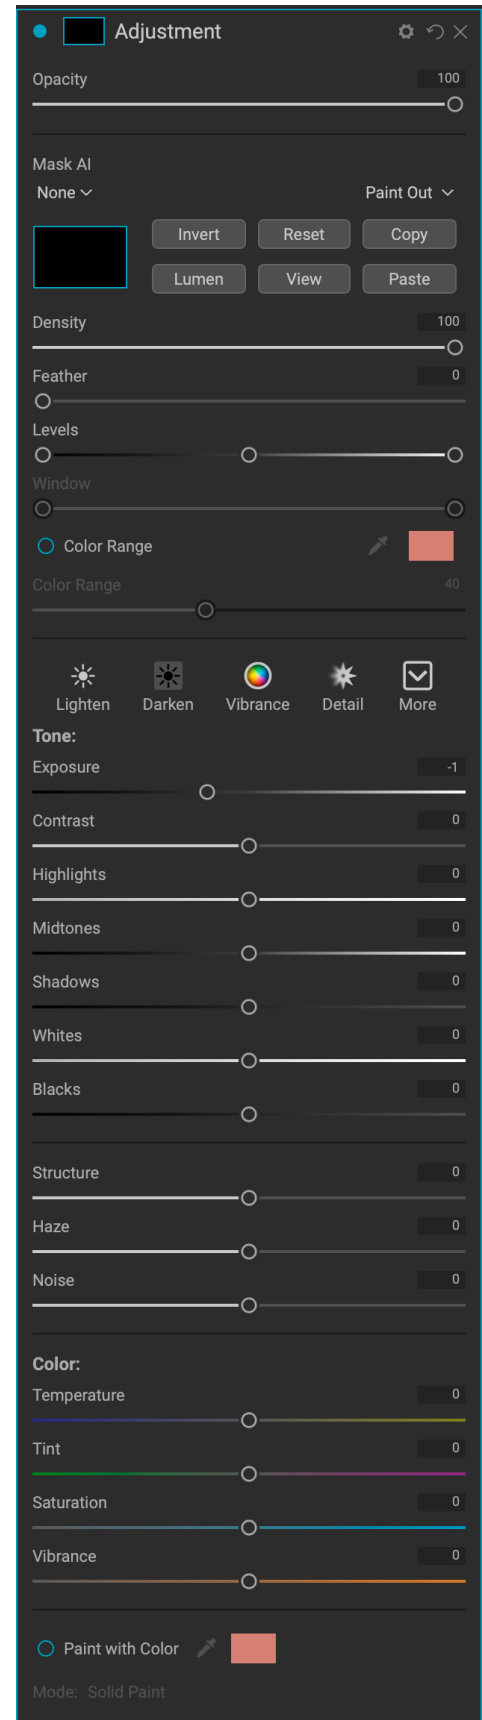 Adjustment
Opacity 100
Mask AI
None Paint Out
Invert Reset Copy
Lumen View Paste
Density 100
Feather 0
Levels
Window
Color Range
Color Range 40
Lighten Darken Vibrance Detail More
Tone:
Exposure -1
Contrast 0
Highlights 0
Midtones 0
Shadows 0
Whites 0
Blacks 0
Structure 0
Haze 0
Noise 0
Color:
Temperature 0
Tint 0
Saturation 0
Vibrance 0
Paint with Color
Mode: Solid Paint